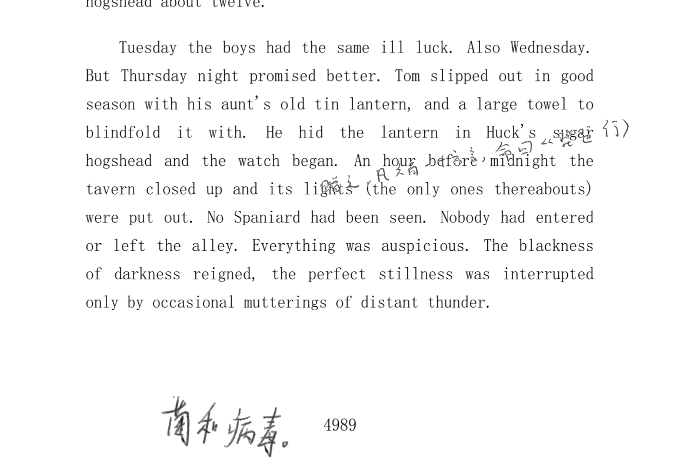 hogshead about twelve.
Tuesday the boys had the same ill luck. Also Wednesday.
But Thursday night promised better. Tom slipped out in good
season with his aunt's old tin lantern, and a large towel to
blindfold it with. He hid the lantern in Huck's sugar
hogshead and the watch began. An hour before midnight the
tavern closed up and its lights (the only ones thereabouts)
were put out. No Spaniard had been seen. Nobody had entered
or left the alley. Everything was auspicious. The blackness
of darkness reigned, the perfect stillness was interrupted
only by occasional mutterings of distant thunder.
菌和病毒。
4989